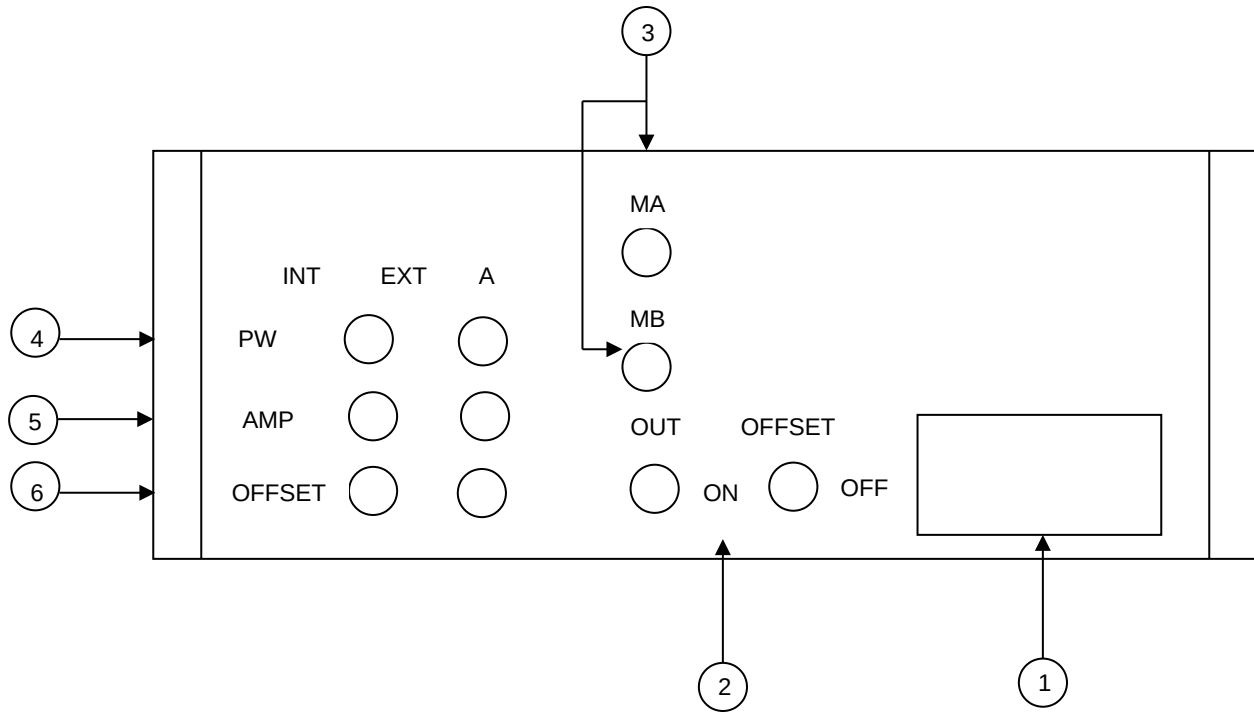 3
MA
INT EXT A
MB
4
PW
5
AMP
OUT OFFSET
6
OFFSET
ON
OFF
2
1